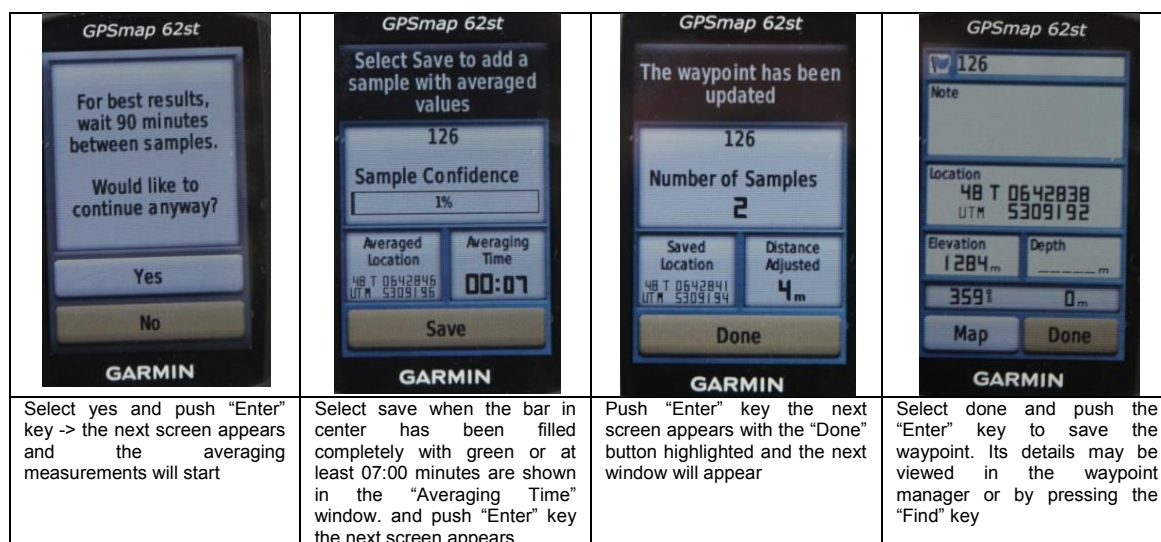 GPSmap 62st
For best results,
wait 90 minutes
between samples.
Would like to
continue anyway?
Yes
No
GARMIN
Select yes and push “Enter”
key -> the next screen appears
and the averaging
measurements will start
GPSmap 62st
Select Save to add a
sample with averaged
values
126
Sample Confidence
1%
Averaged
Location
48 T 0642846
UTM 5309196
Averaging
Time
00:07
Save
GARMIN
Select save when the bar in
center has been filled
completely with green or at
least 07:00 minutes are shown
in the “Averaging Time”
window. and push “Enter” key
the next screen appears
GPSmap 62st
The waypoint has been
updated
126
Number of Samples
2
Saved
Location
48 T 0642841
UTM 5309194
Distance
Adjusted
4m
Done
GARMIN
Push “Enter” key the next
screen appears with the “Done”
button highlighted and the next
window will appear
GPSmap 62st
126
Note
Location
48 T 0642838
UTM 5309192
Elevation
1284m
Depth
_____m
359°
0m
Map
Done
GARMIN
Select done and push the
“Enter” key to save the
waypoint. Its details may be
viewed in the waypoint
manager or by pressing the
“Find” key